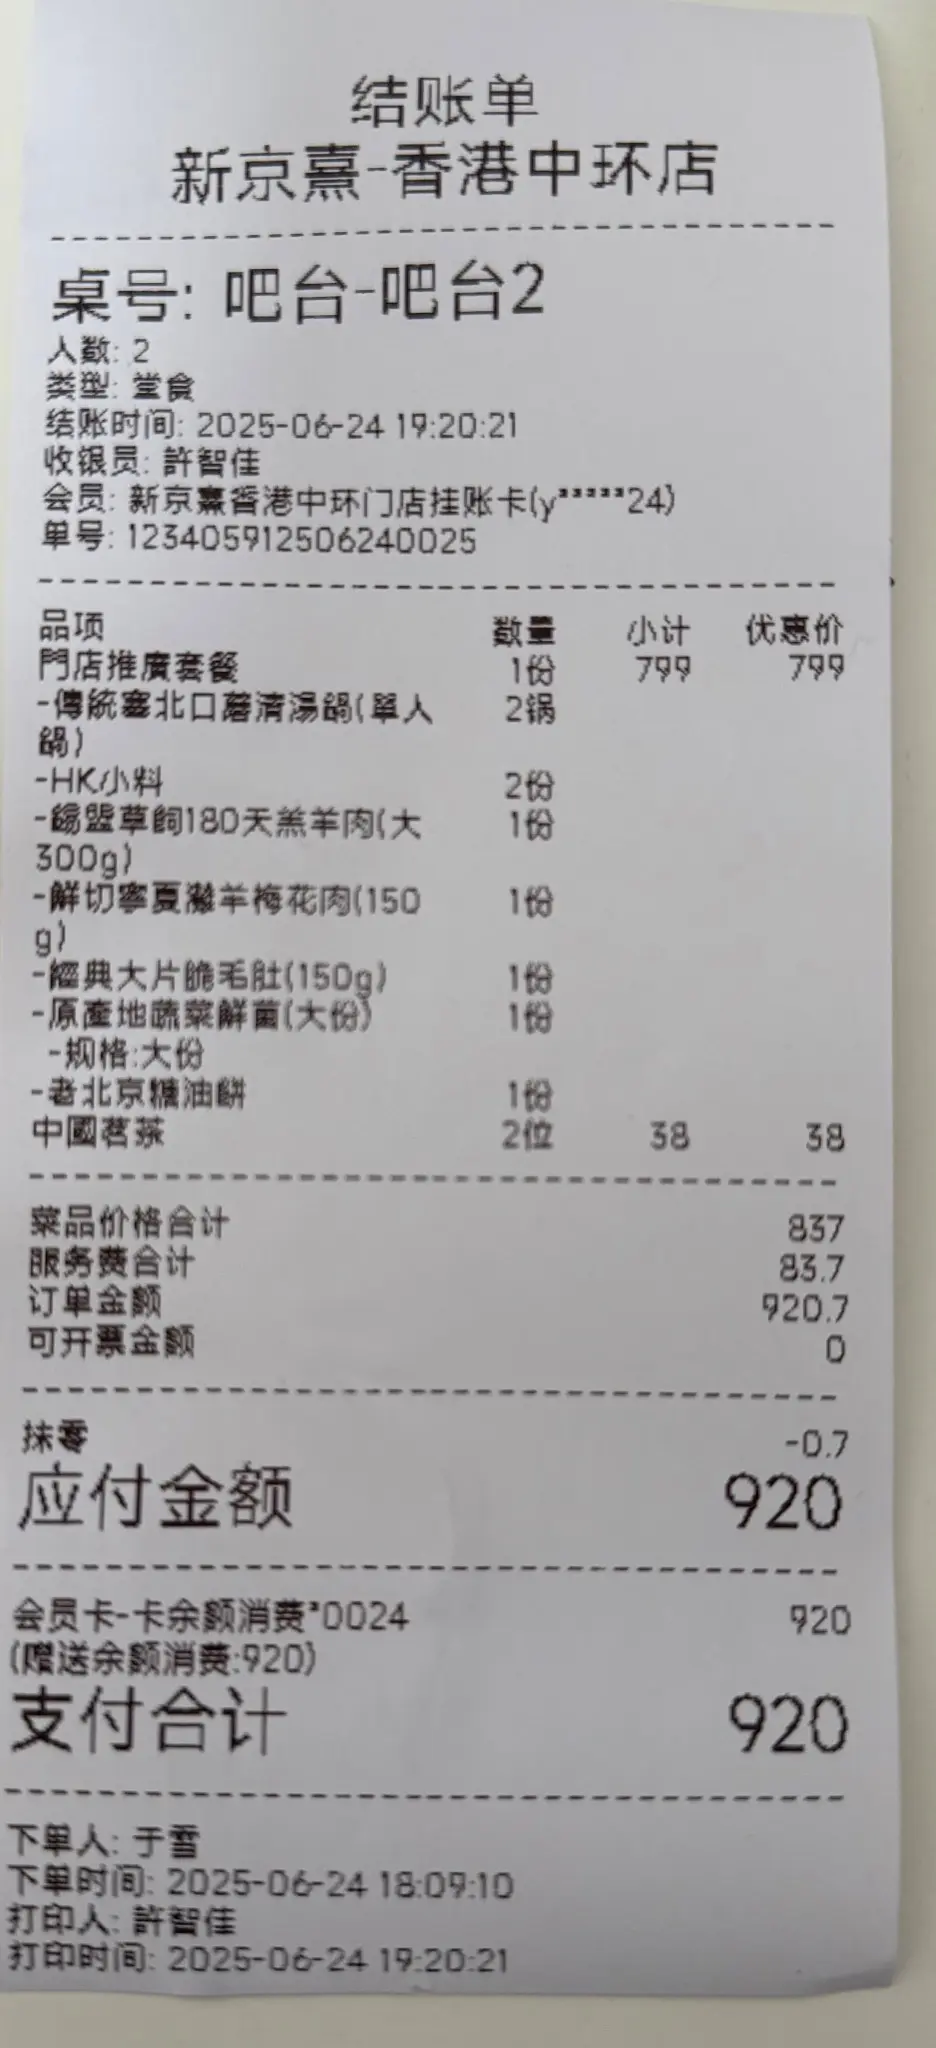 结账单
新京熹-香港中环店
桌号: 吧台-吧台2
人数: 2
类型: 堂食
结账时间: 2025-06-24 19:20:21
收银员: 許智佳
会员: 新京熹香港中环门店挂账卡(y*****24)
单号: 123405912506240025
品项 数量 小计 优惠价
門店推廣套餐 1份 799 799
-傳統塞北口蘑清湯鍋(單人 2锅
鍋)
-HK小料 2份
-錫盟草飼180天羔羊肉(大 1份
300g)
-鮮切寧夏灘羊梅花肉(150 1份
g)
-經典大片脆毛肚(150g) 1份
-原產地蔬菜鮮菌(大份) 1份
-规格:大份
-老北京糖油餅 1份
中國茗茶 2位 38 38
菜品价格合计 837
服务费合计 83.7
订单金额 920.7
可开票金额 0
抹零 -0.7
应付金额 920
会员卡-卡余额消费*0024 920
(赠送余额消费:920)
支付合计 920
下单人: 于雪
下单时间: 2025-06-24 18:09:10
打印人: 許智佳
打印时间: 2025-06-24 19:20:21